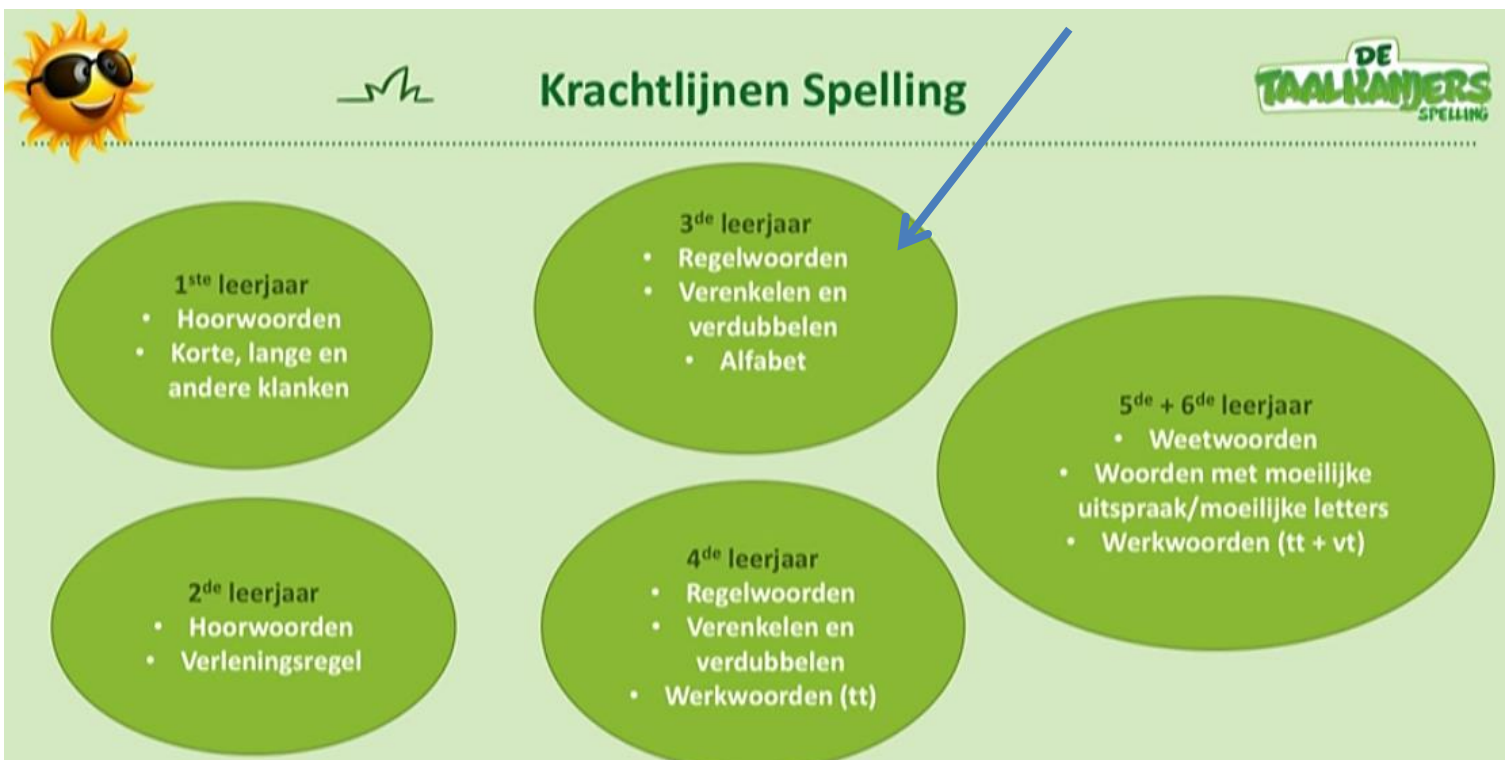 Krachtlijnen Spelling
DE
TAALKANJERS
SPELLING
1ste leerjaar
• Hoorwoorden
• Korte, lange en
andere klanken
2de leerjaar
• Hoorwoorden
• Verleningsregel
3de leerjaar
• Regelwoorden
• Verenkelen en
verdubbelen
• Alfabet
4de leerjaar
• Regelwoorden
• Verenkelen en
verdubbelen
• Werkwoorden (tt)
5de + 6de leerjaar
• Weetwoorden
• Woorden met moeilijke
uitspraak/moeilijke letters
• Werkwoorden (tt + vt)